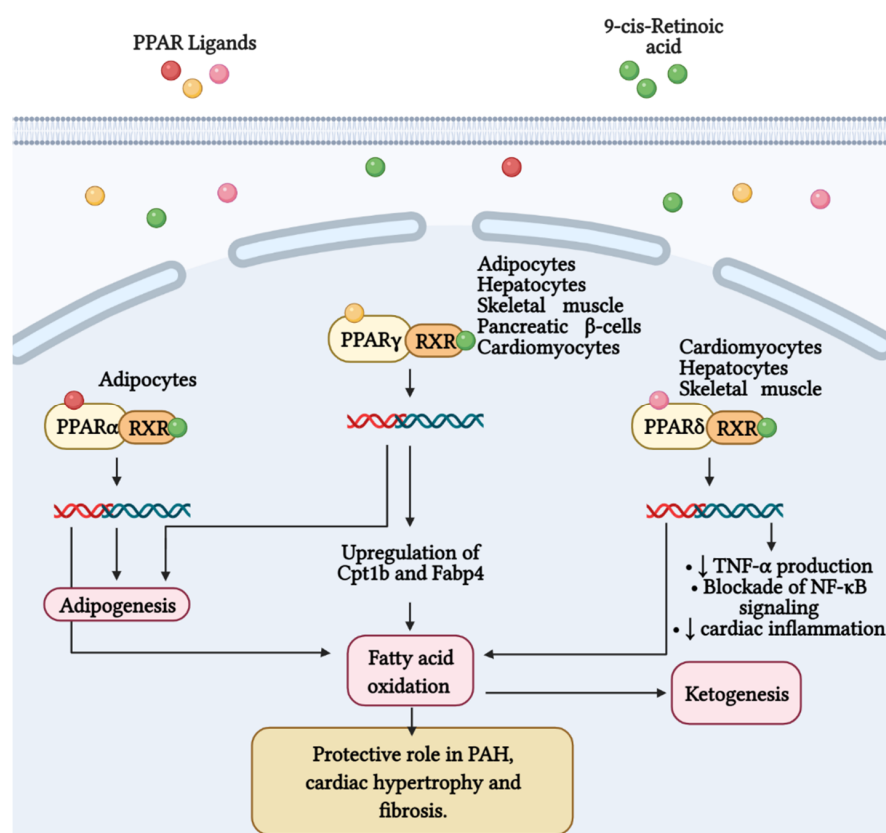 PPAR Ligands
9-cis-Retinoic
acid
Adipocytes
Hepatocytes
Skeletal muscle
Pancreatic β-cells
Cardiomyocytes
PPARγ
RXR
Cardiomyocytes
Hepatocytes
Skeletal muscle
Adipocytes
PPARα
RXR
PPARδ
RXR
Upregulation of
Cpt1b and Fabp4
• ↓ TNF-α production
• Blockade of NF-κB
signaling
• ↓ cardiac inflammation
Adipogenesis
Fatty acid
oxidation
Ketogenesis
Protective role in PAH,
cardiac hypertrophy and
fibrosis.